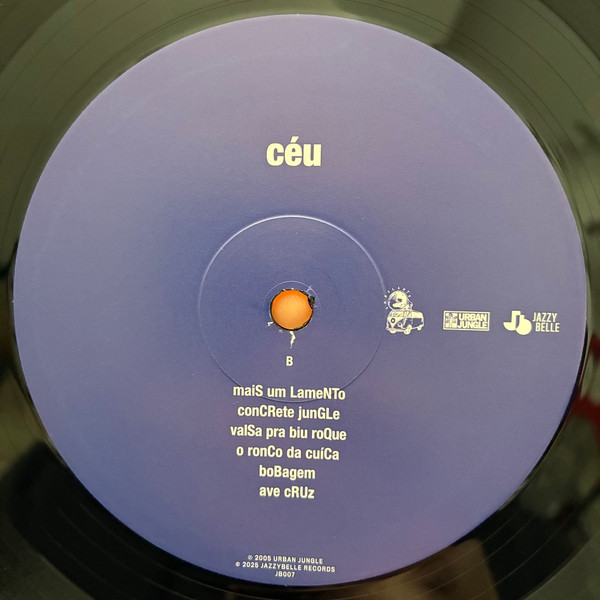 céu
URBAN
JUNGLE
JAZZY
BELLE
B
maiS um LameNTo
conCRete junGLe
valSa pra biu roQue
o ronCo da cuíCa
boBagem
ave cRUz
℗ 2005 URBAN JUNGLE
© 2025 JAZZYBELLE RECORDS
JB007